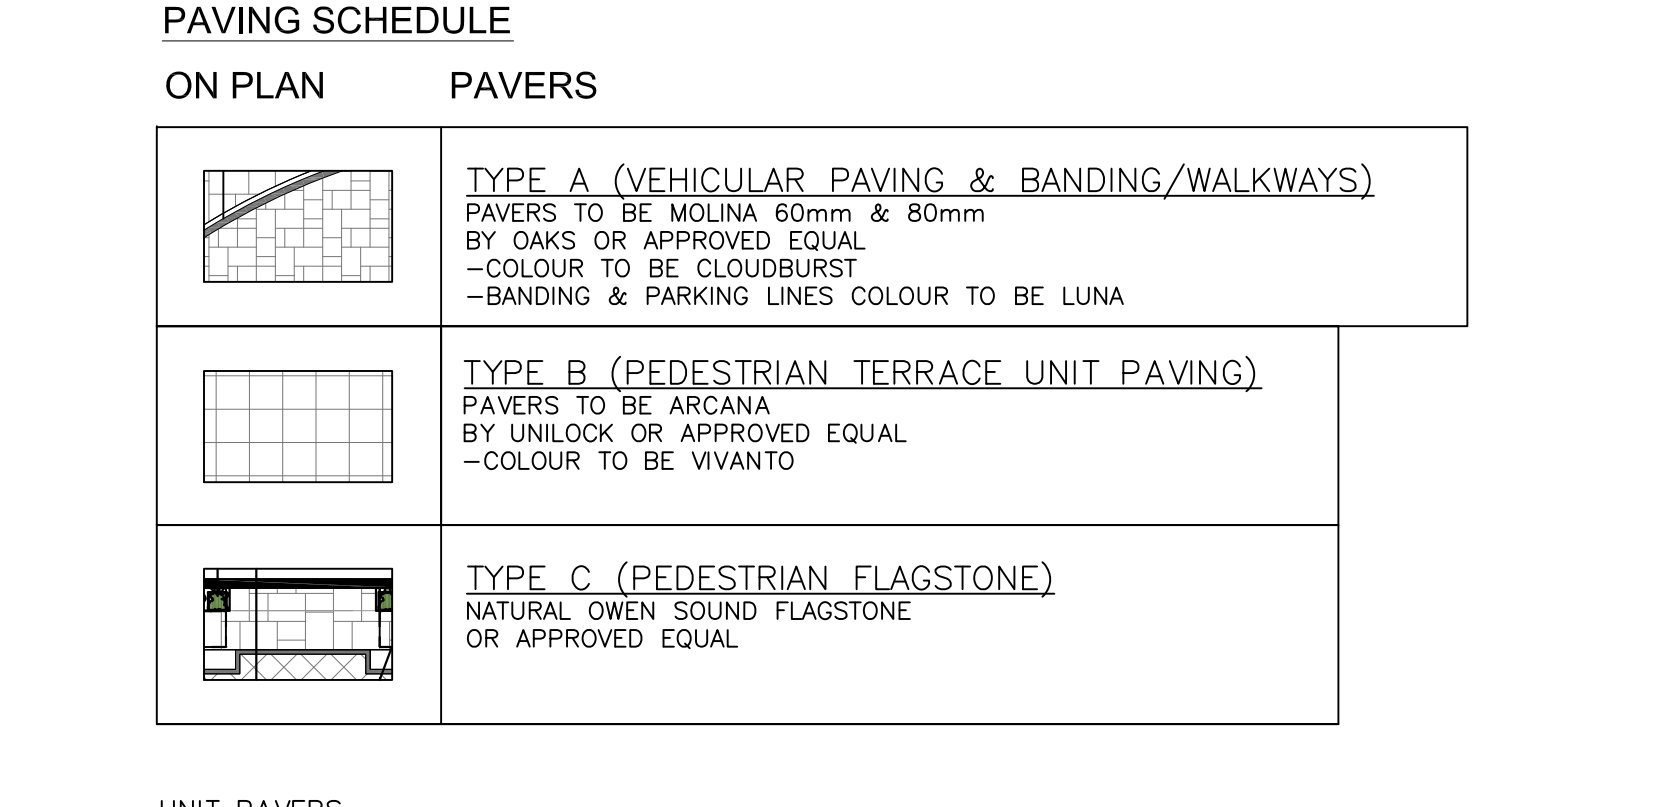 PAVING SCHEDULE
ON PLAN PAVERS
TYPE A (VEHICULAR PAVING & BANDING/WALKWAYS)
PAVERS TO BE MOLINA 60mm & 80mm
BY OAKS OR APPROVED EQUAL
-COLOUR TO BE CLOUDBURST
-BANDING & PARKING LINES COLOUR TO BE LUNA
TYPE B (PEDESTRIAN TERRACE UNIT PAVING)
PAVERS TO BE ARCANA
BY UNILOCK OR APPROVED EQUAL
-COLOUR TO BE VIVANTO
TYPE C (PEDESTRIAN FLAGSTONE)
NATURAL OWEN SOUND FLAGSTONE
OR APPROVED EQUAL
UNIT PAVERS